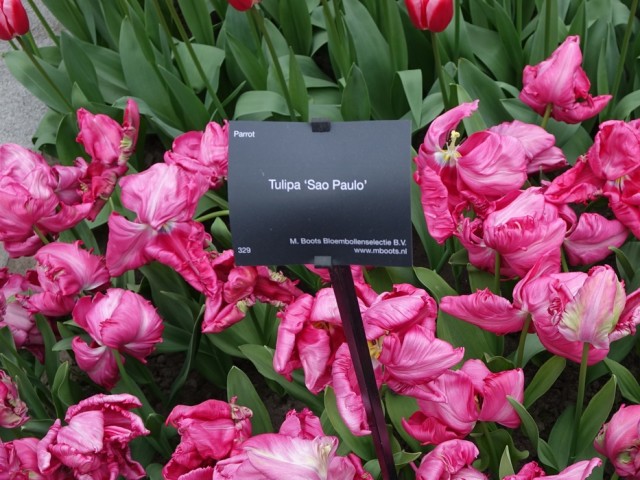 Parrot
Tulipa ‘Sao Paulo’
M. Boots Bloembollenselectie B.V.
329 www.mboots.nl